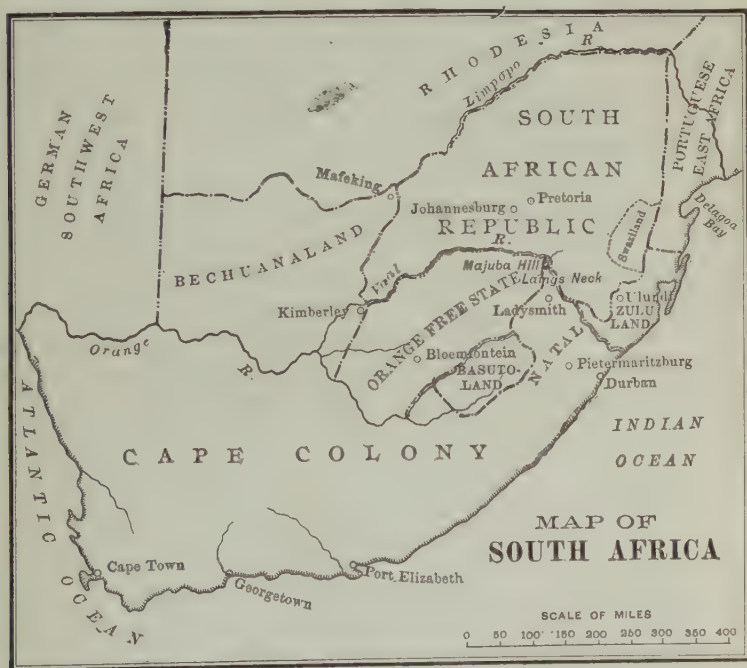 RHODESIA
Limpopo R.
GERMAN
SOUTHWEST
AFRICA
PORTUGUESE
EAST AFRICA
SOUTH
AFRICAN
REPUBLIC
Mafeking
Johannesburg
Pretoria
Delagoa
Bay
Swaziland
BECHUANALAND
Vaal R.
Majuba Hill
Laings Neck
Kimberley
Ladysmith
Ulundi
ZULU
LAND
ORANGE FREE STATE
Orange R.
Bloemfontein
BASUTO-
LAND
NATAL
Pietermaritzburg
Durban
ATLANTIC OCEAN
INDIAN
OCEAN
CAPE COLONY
Cape Town
Georgetown
Port Elizabeth
MAP OF
SOUTH AFRICA
SCALE OF MILES
0 50 100 150 200 250 300 350 400